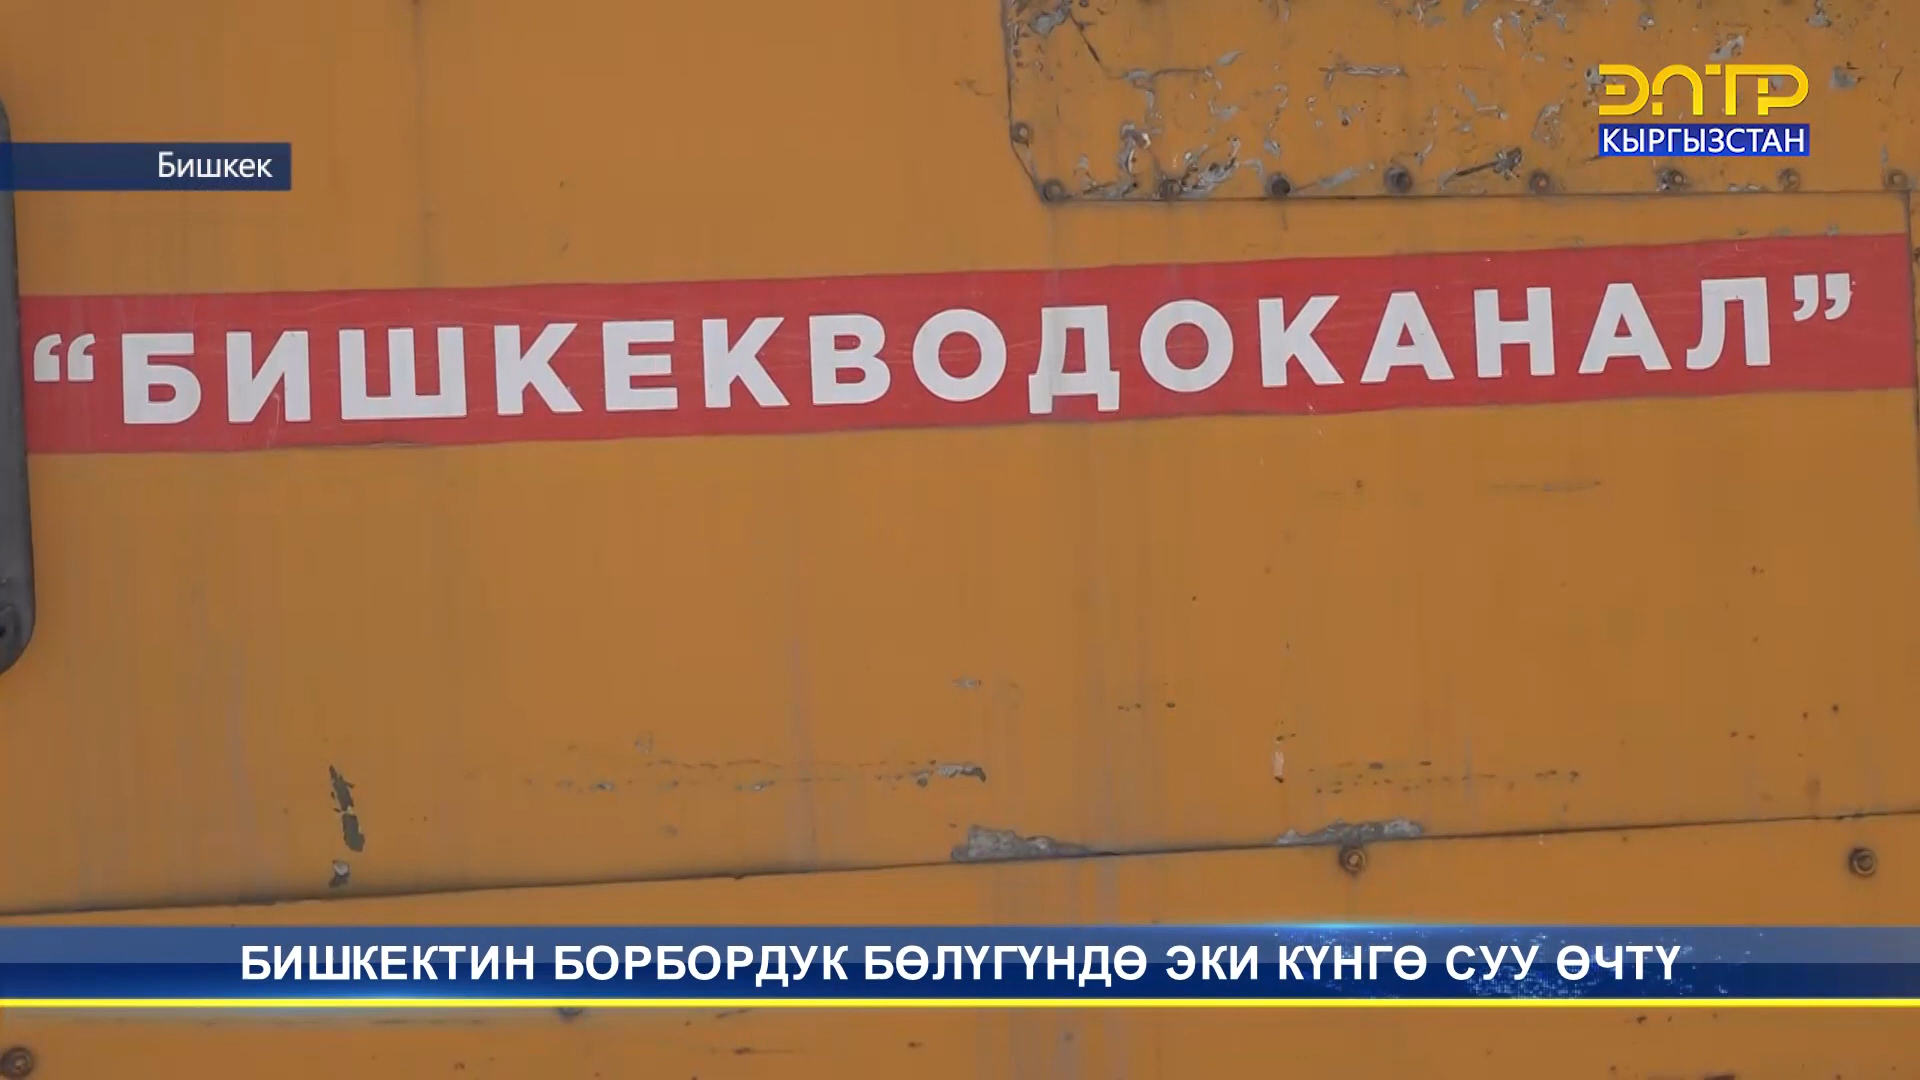 ЭЛТР
КЫРГЫЗСТАН
Бишкек
“БИШКЕКВОДОКАНАЛ”
БИШКЕКТИН БОРБОРДУК БӨЛҮГҮНДӨ ЭКИ КҮНГӨ СУУ ӨЧТҮ